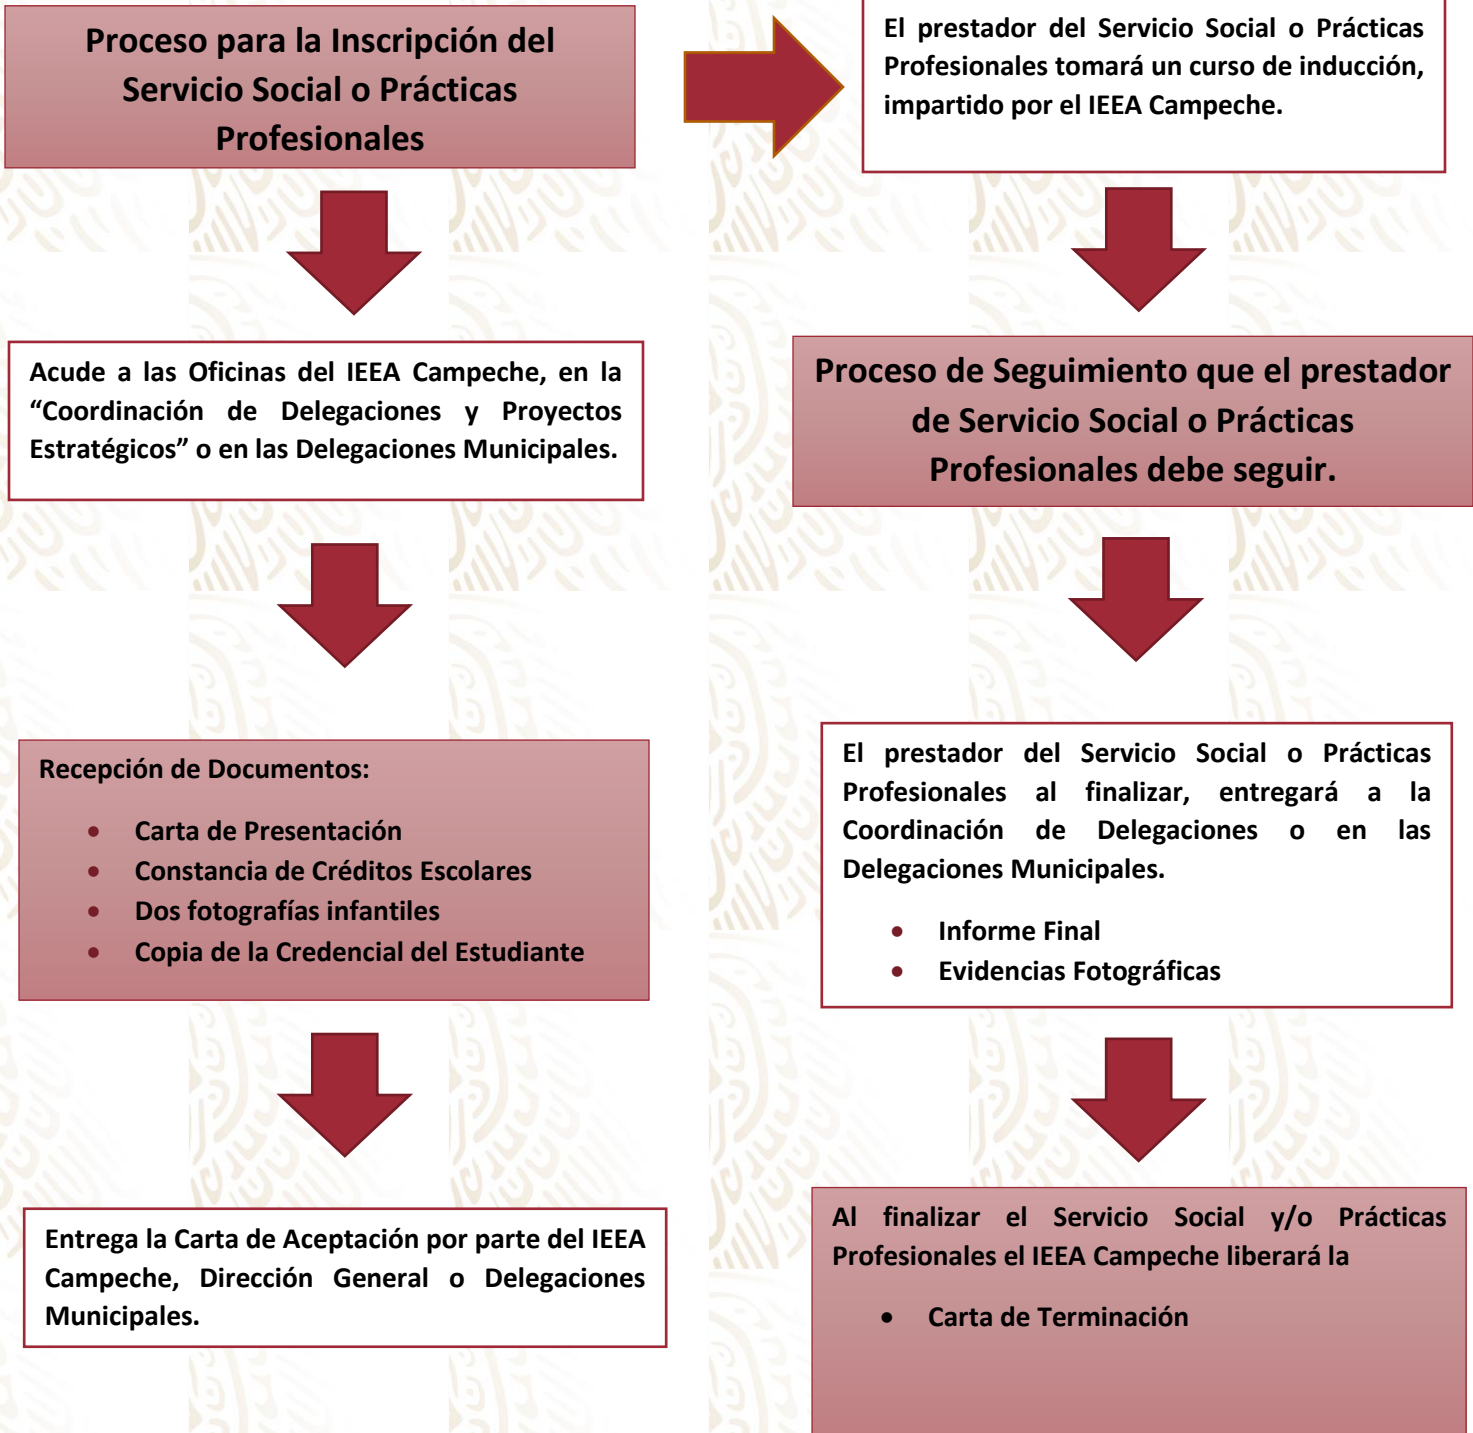 Proceso para la Inscripción del
Servicio Social o Prácticas
Profesionales
Acude a las Oficinas del IEEA Campeche, en la
“Coordinación de Delegaciones y Proyectos
Estratégicos” o en las Delegaciones Municipales.
Recepción de Documentos:
• Carta de Presentación
• Constancia de Créditos Escolares
• Dos fotografías infantiles
• Copia de la Credencial del Estudiante
Entrega la Carta de Aceptación por parte del IEEA
Campeche, Dirección General o Delegaciones
Municipales.
El prestador del Servicio Social o Prácticas
Profesionales tomará un curso de inducción,
impartido por el IEEA Campeche.
Proceso de Seguimiento que el prestador
de Servicio Social o Prácticas
Profesionales debe seguir.
El prestador del Servicio Social o Prácticas
Profesionales al finalizar, entregará a la
Coordinación de Delegaciones o en las
Delegaciones Municipales.
• Informe Final
• Evidencias Fotográficas
Al finalizar el Servicio Social y/o Prácticas
Profesionales el IEEA Campeche liberará la
• Carta de Terminación